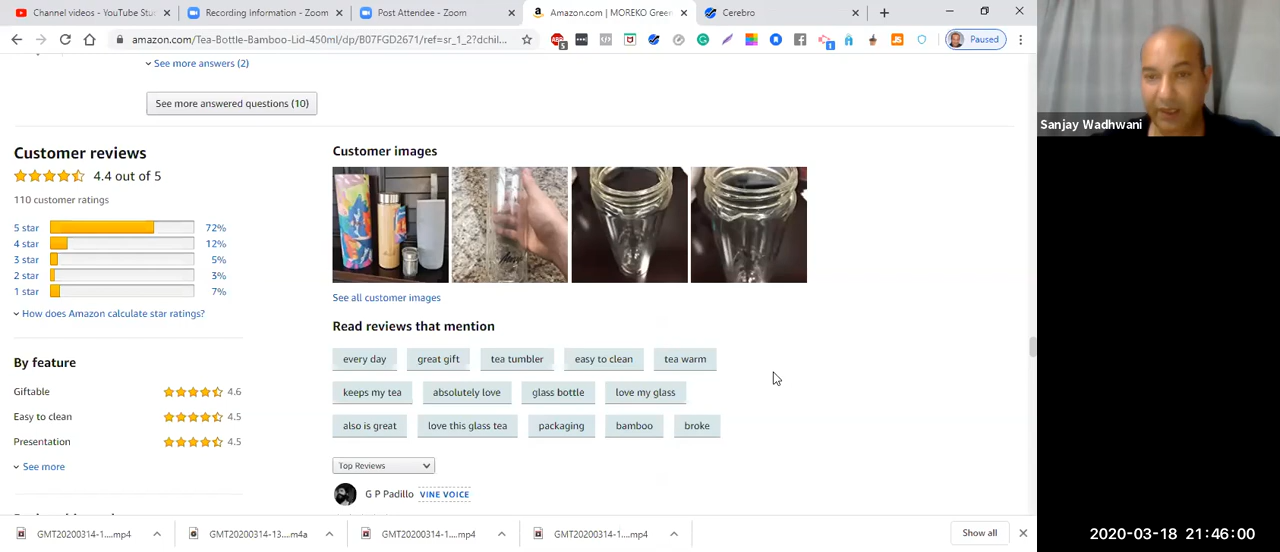 Channel videos - YouTube Stu
Recording Information - Zoom
Post Attendee - Zoom
Amazon.com | MOREKO Green
Cerebro
amazon.com/Tea-Bottle-Bamboo-Lid-450ml/dp/B07FGD2671/ref=sr_1_2?dchil
5
1
JS
Paused
See more answers (2)
See more answered questions (10)
Sanjay Wadhwani
Customer reviews
4.4 out of 5
110 customer ratings
5 star 72%
4 star 12%
3 star 5%
2 star 3%
1 star 7%
How does Amazon calculate star ratings?
By feature
Giftable 4.6
Easy to clean 4.5
Presentation 4.5
See more
Customer images
See all customer images
Read reviews that mention
every day great gift tea tumbler easy to clean tea warm
keeps my tea absolutely love glass bottle love my glass
also is great love this glass tea packaging bamboo broke
Top Reviews
G P Padillo VINE VOICE
GMT20200314-1....mp4 GMT20200314-13....m4a GMT20200314-1....mp4 GMT20200314-1....mp4 Show all
2020-03-18 21:46:00